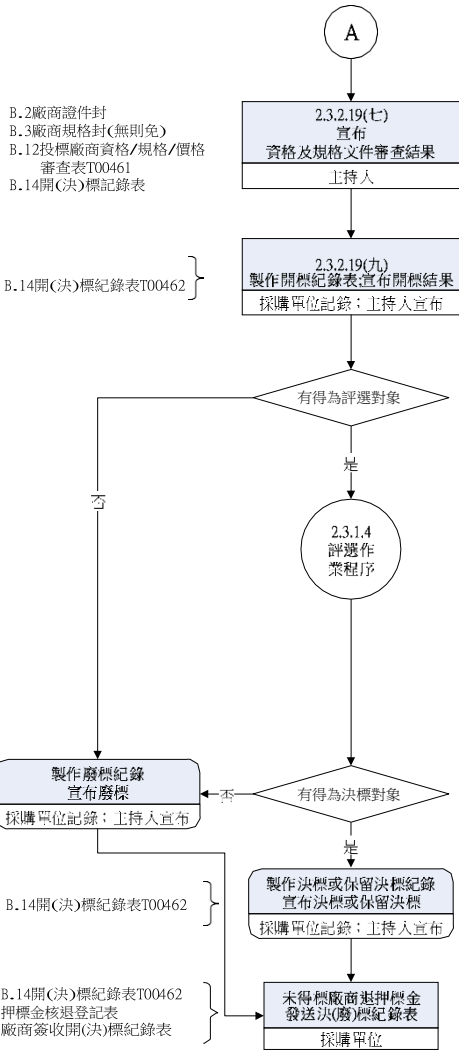 A
B.2廠商證件封
B.3廠商規格封(無則免)
B.12投標廠商資格/規格/價格
審查表T00461
B.14開(決)標記錄表
2.3.2.19(七)
宣布
資格及規格文件審查結果
主持人
B.14開(決)標紀錄表T00462
2.3.2.19(九)
製作開標紀錄表;宣布開標結果
採購單位記錄；主持人宣布
有得為評選對象
是
否
2.3.1.4
評選作
業程序
製作廢標紀錄
宣布廢標
採購單位記錄；主持人宣布
否
有得為決標對象
是
B.14開(決)標紀錄表T00462
製作決標或保留決標紀錄
宣布決標或保留決標
採購單位記錄；主持人宣布
B.14開(決)標紀錄表T00462
押標金核退登記表
廠商簽收開(決)標紀錄表
未得標廠商退押標金
發送決(廢)標紀錄表
採購單位